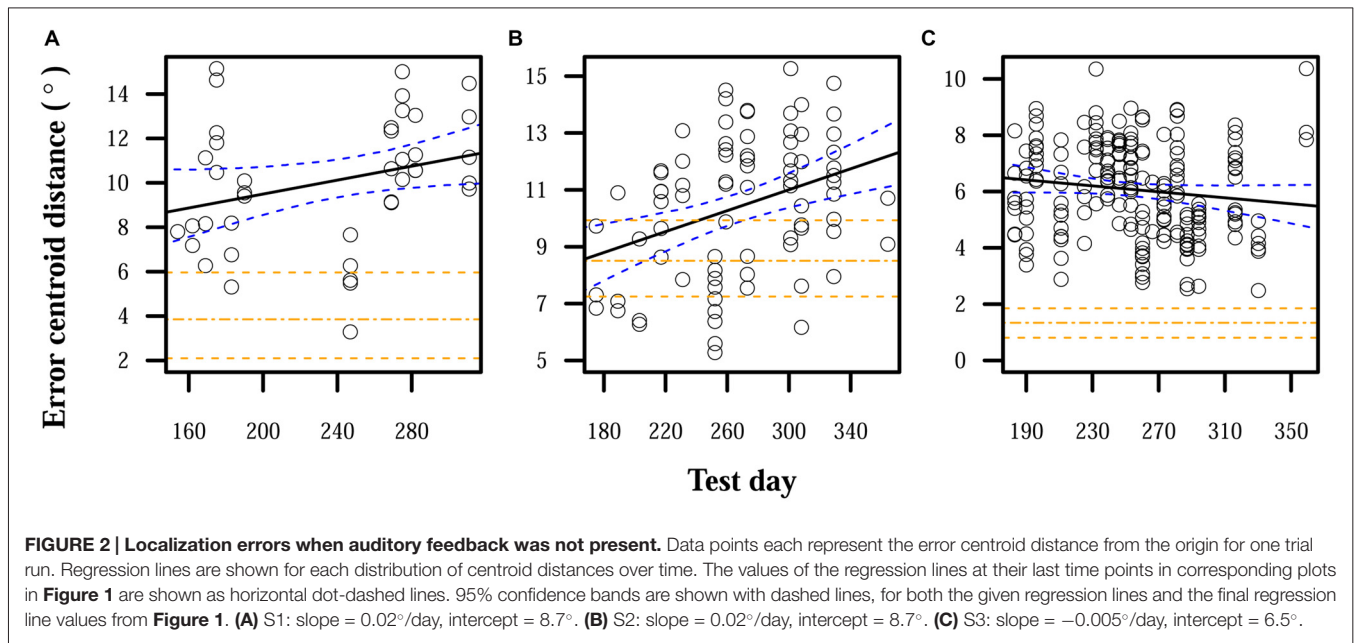 A
B
C
Error centroid distance (°)
14
12
10
8
6
4
2
160 200 240 280
15
13
11
9
7
5
180 220 260 300 340
10
8
6
4
2
0
190 230 270 310 350
Test day
FIGURE 2 | Localization errors when auditory feedback was not present. Data points each represent the error centroid distance from the origin for one trial
run. Regression lines are shown for each distribution of centroid distances over time. The values of the regression lines at their last time points in corresponding plots
in Figure 1 are shown as horizontal dot-dashed lines. 95% confidence bands are shown with dashed lines, for both the given regression lines and the final regression
line values from Figure 1. (A) S1: slope = 0.02°/day, intercept = 8.7°. (B) S2: slope = 0.02°/day, intercept = 8.7°. (C) S3: slope = −0.005°/day, intercept = 6.5°.